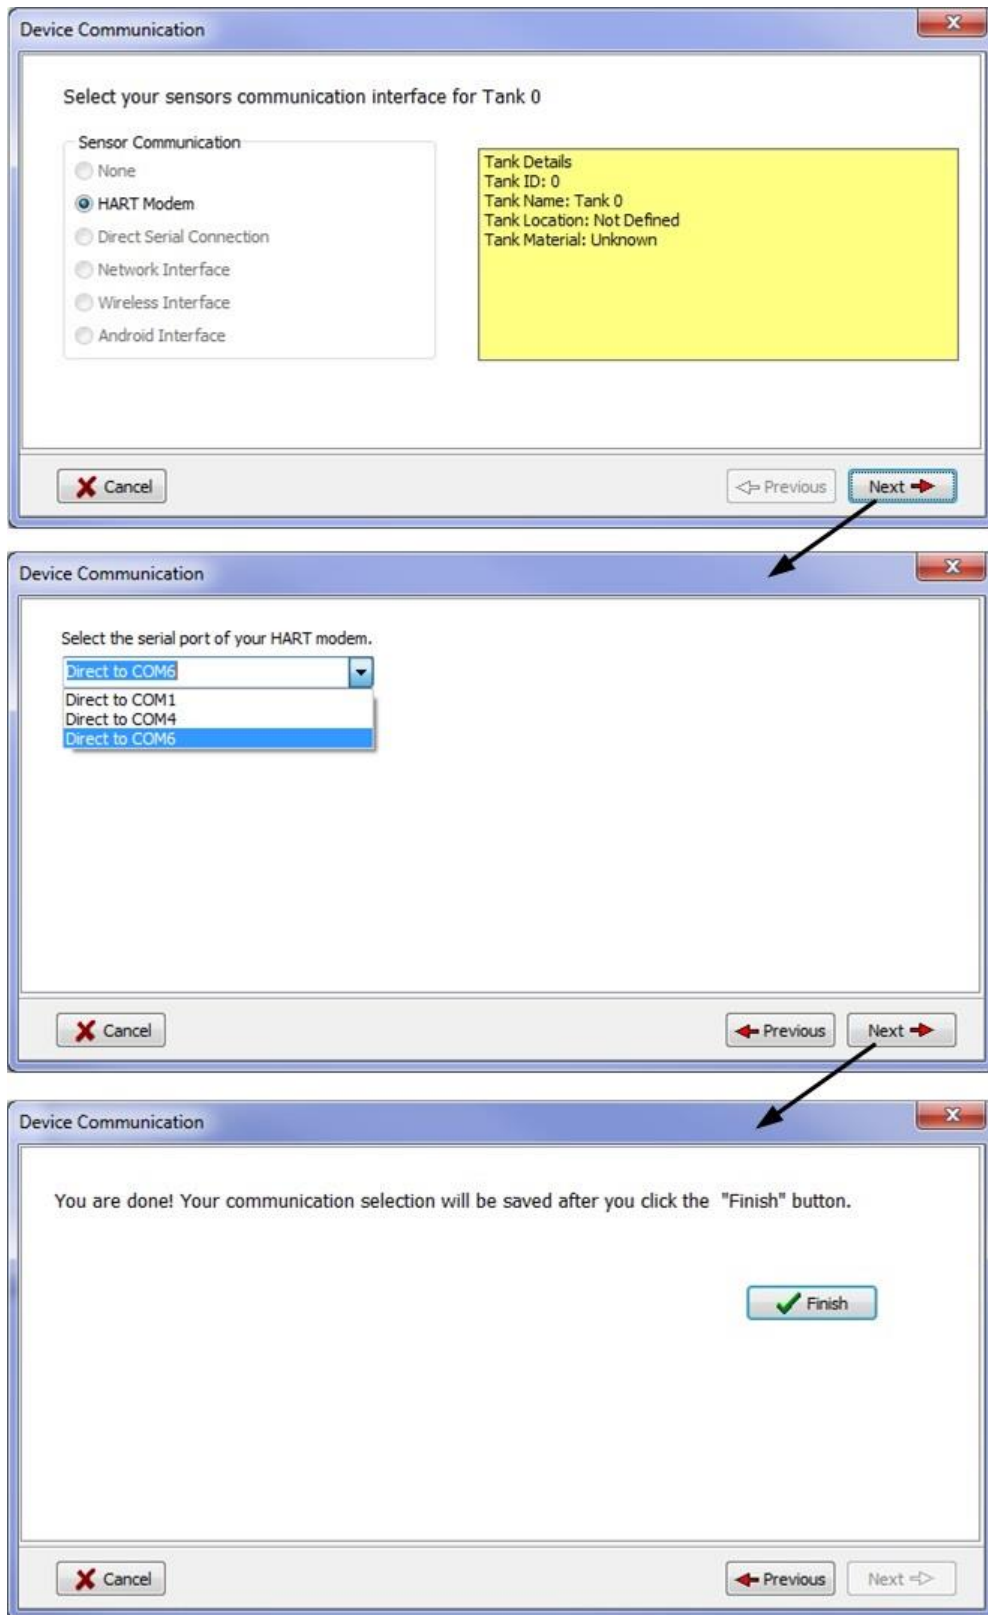 Device Communication
Select your sensors communication interface for Tank 0
Sensor Communication
None
HART Modem
Direct Serial Connection
Network Interface
Wireless Interface
Android Interface
Tank Details
Tank ID: 0
Tank Name: Tank 0
Tank Location: Not Defined
Tank Material: Unknown
Cancel
Previous
Next
Device Communication
Select the serial port of your HART modem.
Direct to COM6
Direct to COM1
Direct to COM4
Direct to COM6
Cancel
Previous
Next
Device Communication
You are done! Your communication selection will be saved after you click the "Finish" button.
Finish
Cancel
Previous
Next